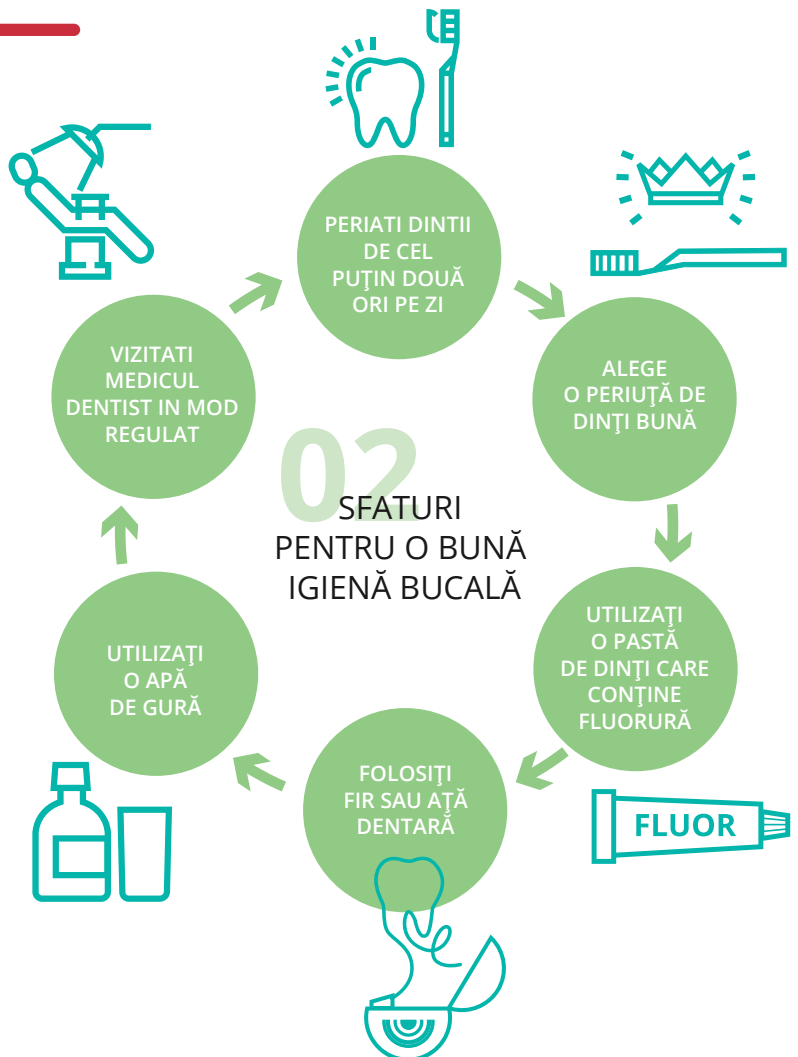 PERIATI DINTII
DE CEL
PUȚIN DOUĂ
ORI PE ZI
ALEGE
O PERIUŢĂ DE
DINŢI BUNĂ
UTILIZAŢI
O PASTĂ
DE DINŢI CARE
CONŢINE
FLUORURĂ
FLUOR
FOLOSIŢI
FIR SAU AŢĂ
DENTARĂ
UTILIZAŢI
O APĂ
DE GURĂ
VIZITATI
MEDICUL
DENTIST IN MOD
REGULAT
02
SFATURI
PENTRU O BUNĂ
IGIENĂ BUCALĂ